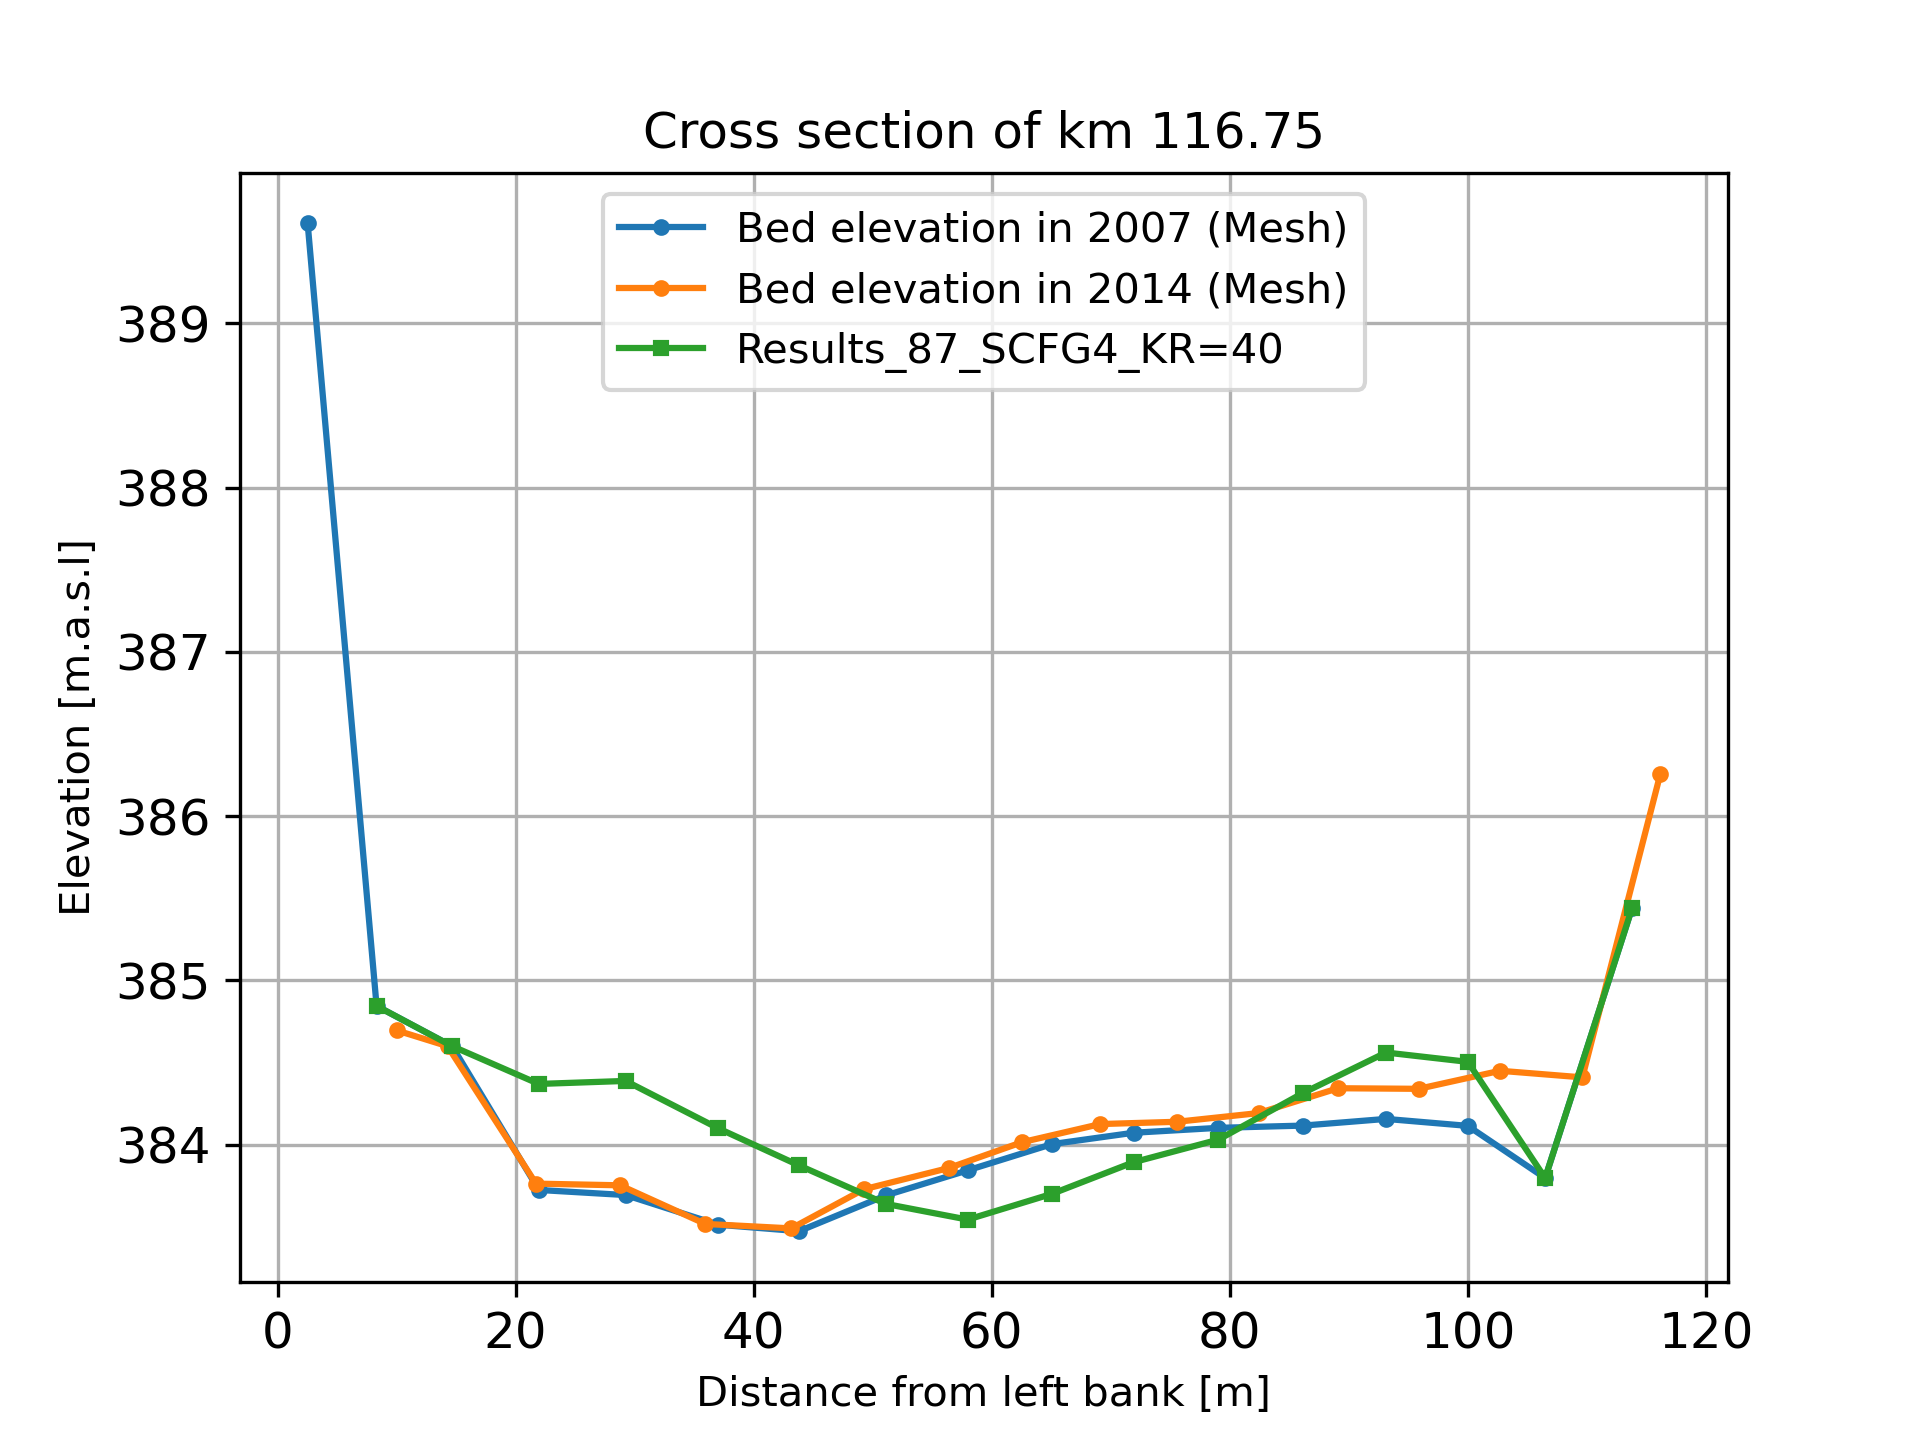 Cross section of km 116.75
Bed elevation in 2007 (Mesh)
Bed elevation in 2014 (Mesh)
Results_87_SCFG4_KR=40
389
388
387
386
385
384
Elevation [m.a.s.l]
0 20 40 60 80 100 120
Distance from left bank [m]